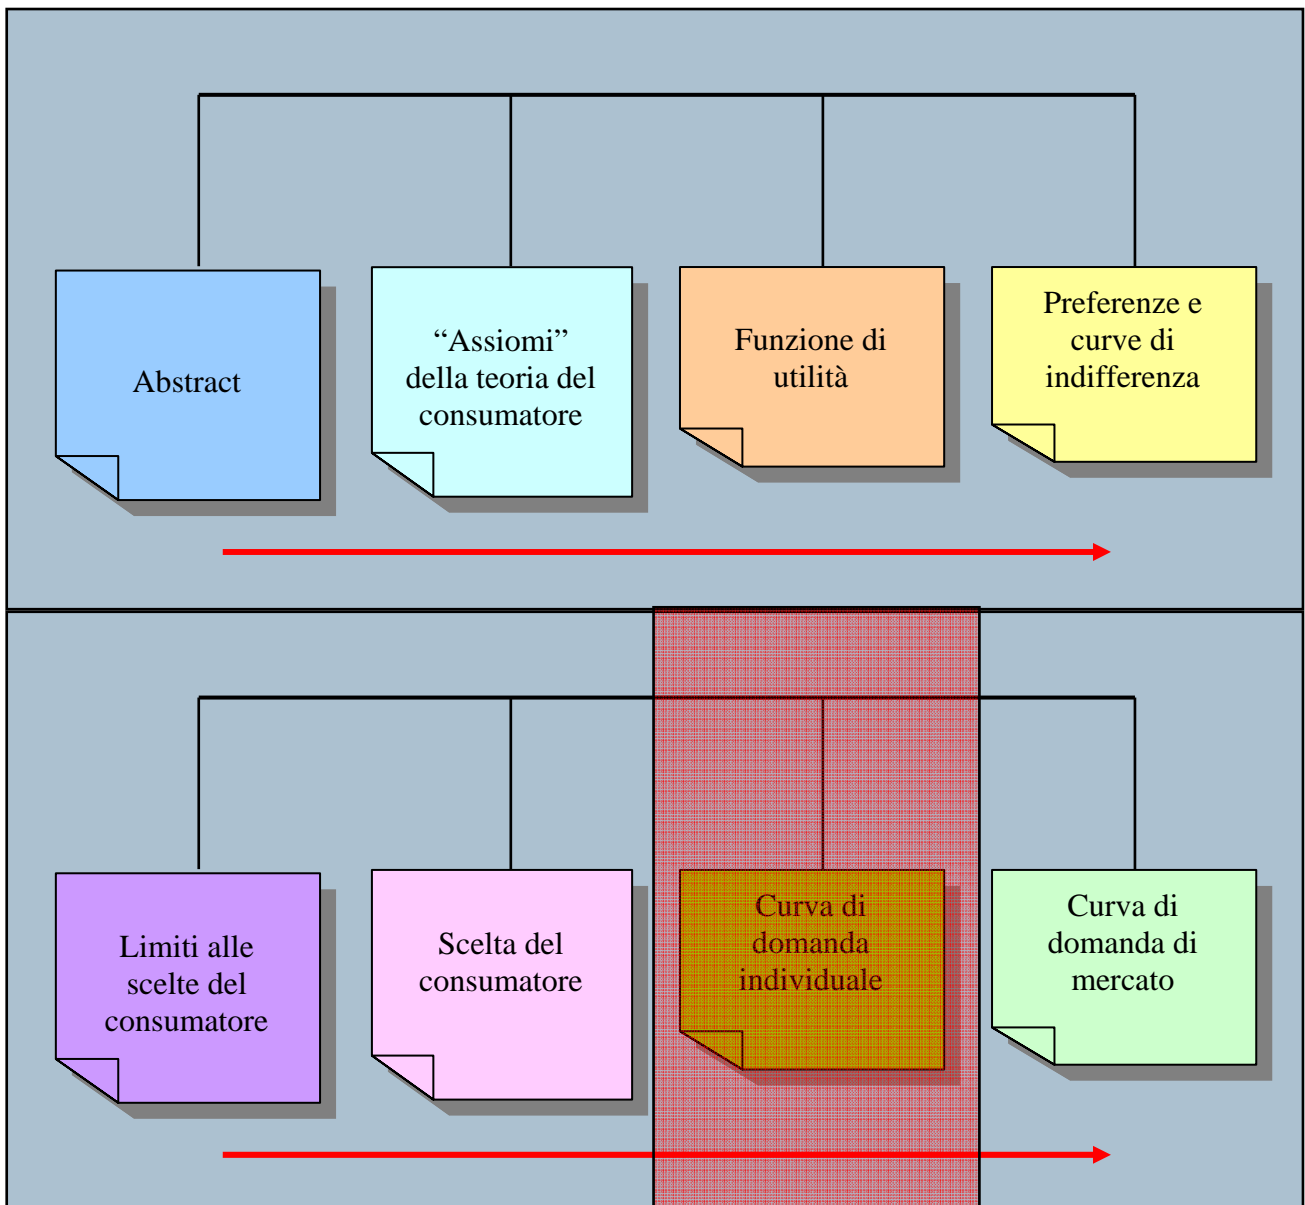 Abstract
“Assiomi”
della teoria del
consumatore
Funzione di
utilità
Preferenze e
curve di
indifferenza
Limiti alle
scelte del
consumatore
Scelta del
consumatore
Curva di
domanda
individuale
Curva di
domanda di
mercato